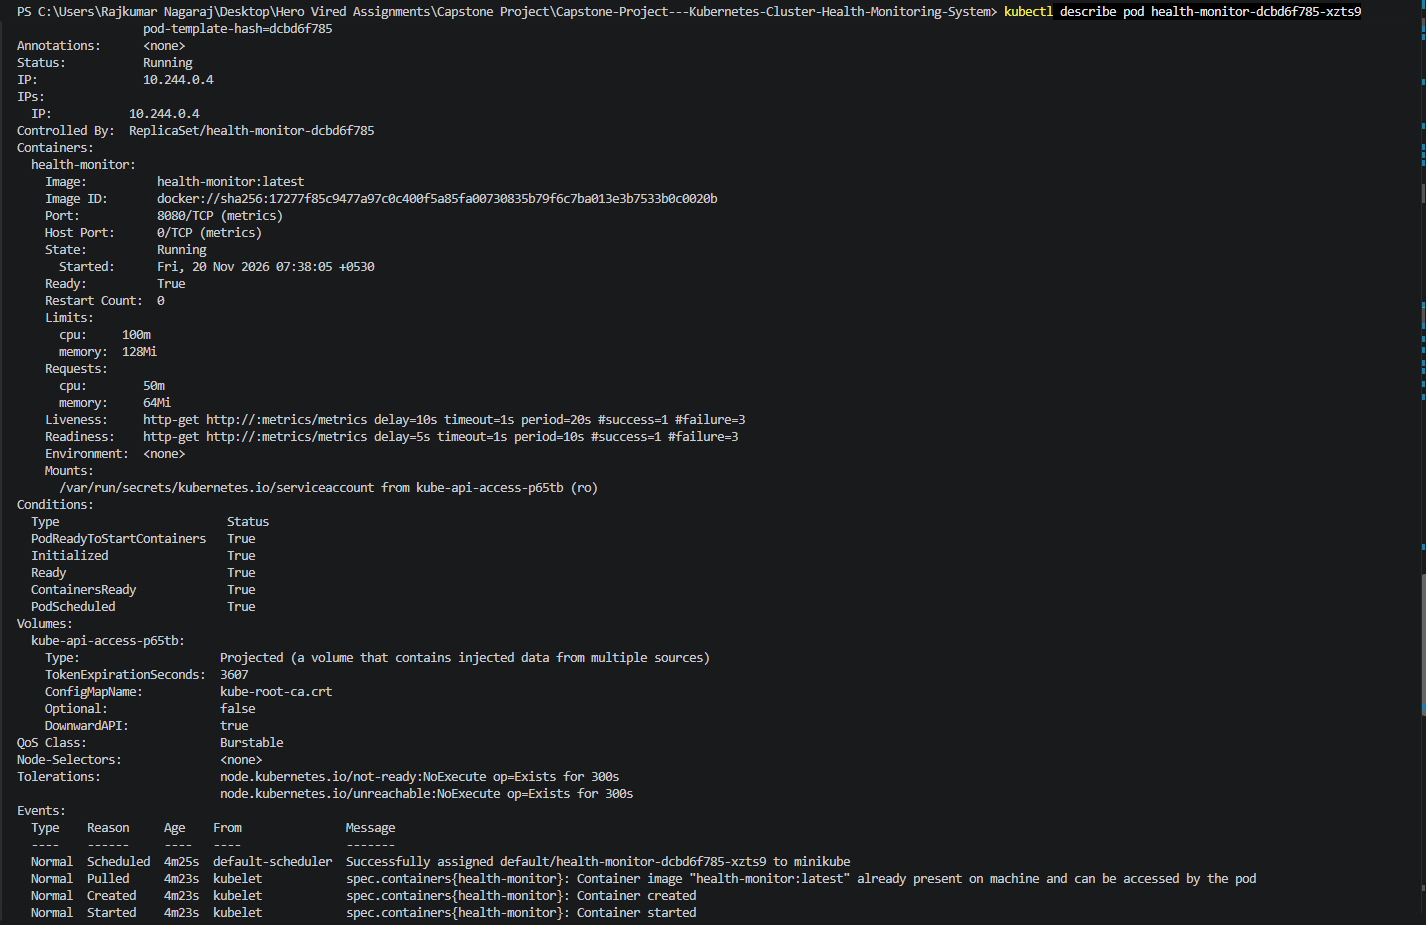 PS C:\Users\Rajkumar Nagaraj\Desktop\Hero Vired Assignments\Capstone Project\Capstone-Project---Kubernetes-Cluster-Health-Monitoring-System> kubectl describe pod health-monitor-dcbd6f785-xzts9
                  pod-template-hash=dcbd6f785
Annotations:      <none>
Status:           Running
IP:               10.244.0.4
IPs:
  IP:           10.244.0.4
Controlled By:  ReplicaSet/health-monitor-dcbd6f785
Containers:
  health-monitor:
    Image:          health-monitor:latest
    Image ID:       docker://sha256:17277f85c9477a97c0c400f5a85fa00730835b79f6c7ba013e3b7533b0c0020b
    Port:           8080/TCP (metrics)
    Host Port:      0/TCP (metrics)
    State:          Running
      Started:      Fri, 20 Nov 2026 07:38:05 +0530
    Ready:          True
    Restart Count:  0
    Limits:
      cpu:     100m
      memory:  128Mi
    Requests:
      cpu:        50m
      memory:     64Mi
    Liveness:     http-get http://:metrics/metrics delay=10s timeout=1s period=20s #success=1 #failure=3
    Readiness:    http-get http://:metrics/metrics delay=5s timeout=1s period=10s #success=1 #failure=3
    Environment:  <none>
    Mounts:
      /var/run/secrets/kubernetes.io/serviceaccount from kube-api-access-p65tb (ro)
Conditions:
  Type                        Status
  PodReadyToStartContainers   True
  Initialized                 True
  Ready                       True
  ContainersReady             True
  PodScheduled                True
Volumes:
  kube-api-access-p65tb:
    Type:                    Projected (a volume that contains injected data from multiple sources)
    TokenExpirationSeconds:  3607
    ConfigMapName:           kube-root-ca.crt
    Optional:                false
    DownwardAPI:             true
QoS Class:                   Burstable
Node-Selectors:              <none>
Tolerations:                 node.kubernetes.io/not-ready:NoExecute op=Exists for 300s
                             node.kubernetes.io/unreachable:NoExecute op=Exists for 300s
Events:
  Type    Reason     Age    From               Message
  ----    ------     ----   ----               -------
  Normal  Scheduled  4m25s  default-scheduler  Successfully assigned default/health-monitor-dcbd6f785-xzts9 to minikube
  Normal  Pulled     4m23s  kubelet            spec.containers{health-monitor}: Container image "health-monitor:latest" already present on machine and can be accessed by the pod
  Normal  Created    4m23s  kubelet            spec.containers{health-monitor}: Container created
  Normal  Started    4m23s  kubelet            spec.containers{health-monitor}: Container started